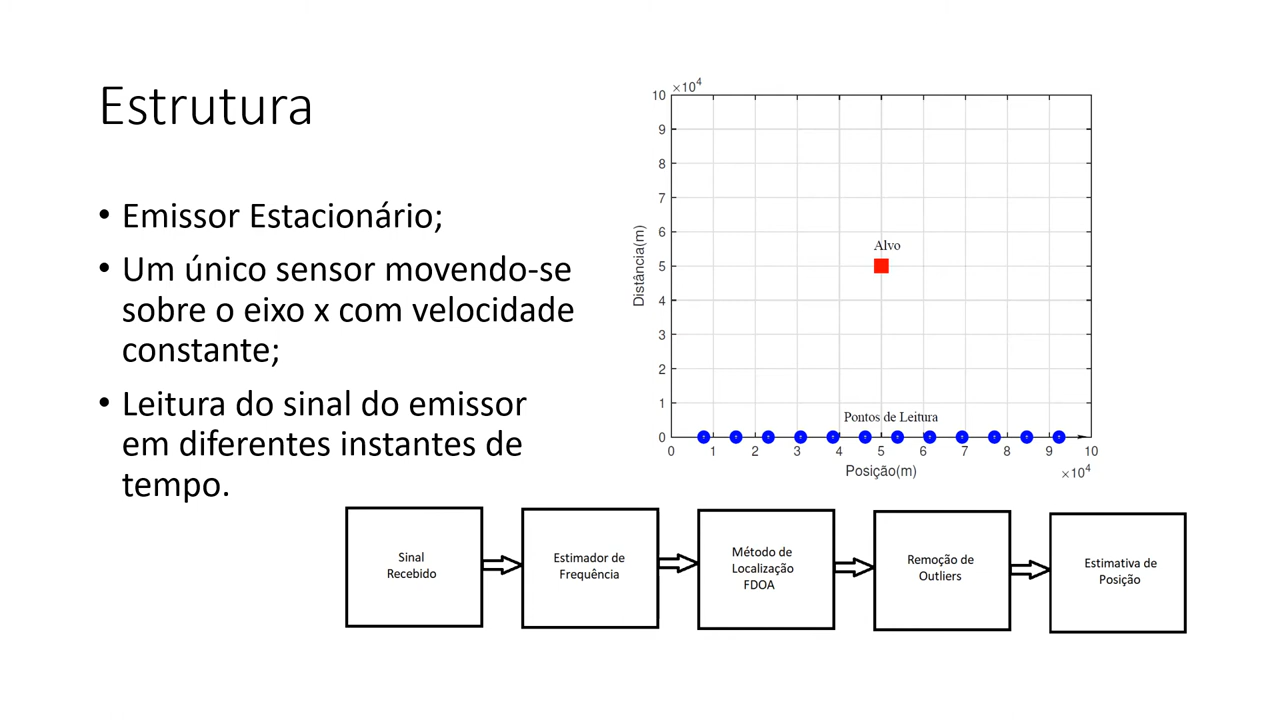 Estrutura
• Emissor Estacionário;
• Um único sensor movendo-se
sobre o eixo x com velocidade
constante;
• Leitura do sinal do emissor
em diferentes instantes de
tempo.
×10⁴
10
9
8
7
6
5
4
3
2
1
0
Distância(m)
Alvo
Pontos de Leitura
0 1 2 3 4 5 6 7 8 9 10
Posição(m)
×10⁴
Sinal
Recebido
Estimador de
Frequência
Método de
Localização
FDOA
Remoção de
Outliers
Estimativa de
Posição